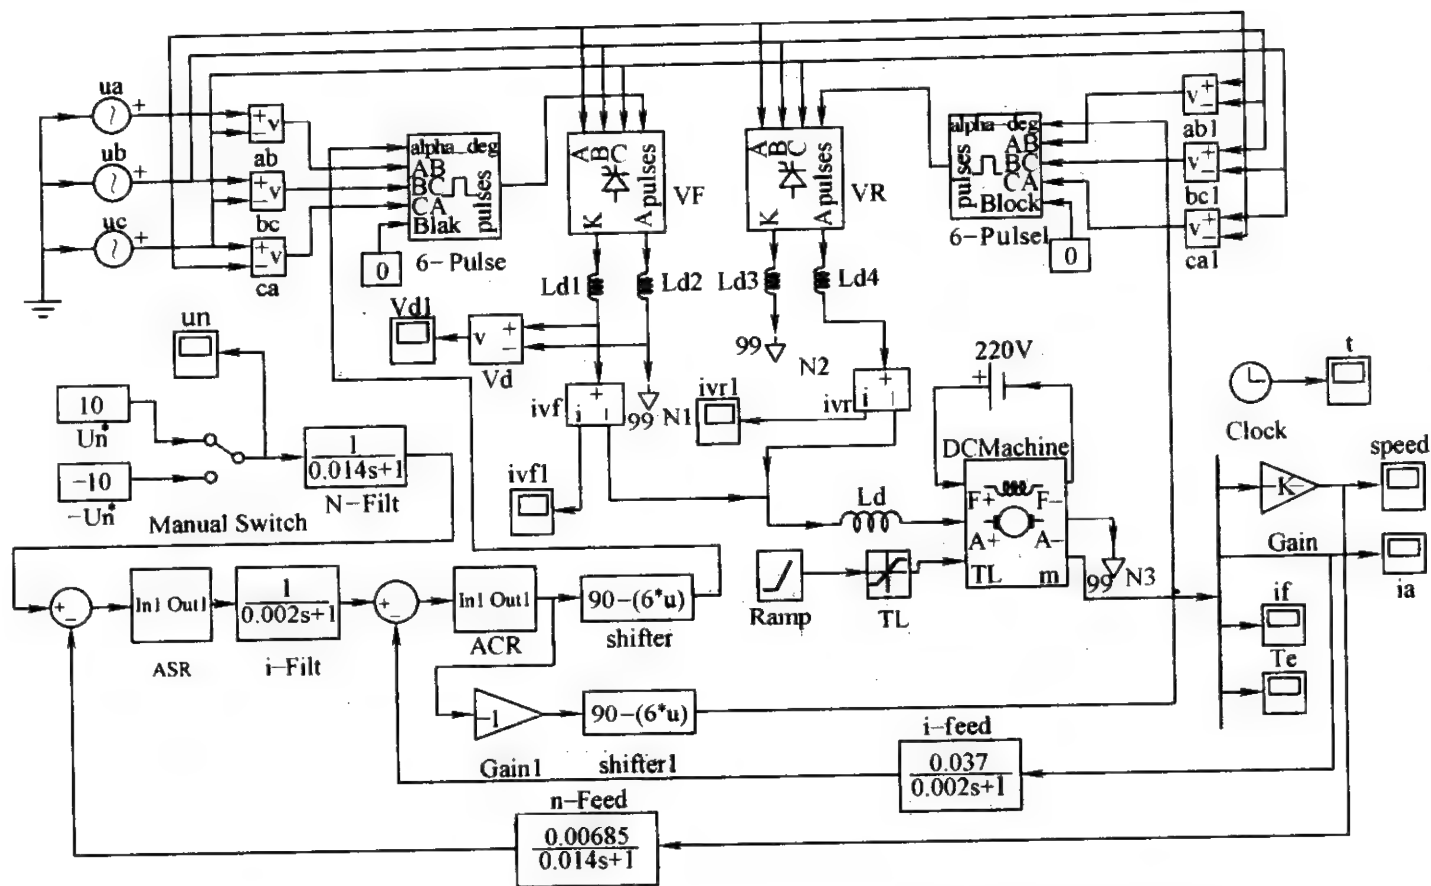 ua
+
ub
+
uc
+
+
−
v
ab
+
−
v
bc
+
−
v
ca
alpha_deg
AB
BC
CA
Blak
pulses
0
6−Pulse
A
B
C
pulses
K
A
VF
A
B
C
pulses
K
A
VR
alpha_deg
AB
BC
CA
Block
pulses
6−Pulsel
0
v
+
−
ab1
v
+
−
bc1
v
+
−
ca1
Ld1
Ld2
Ld3
Ld4
Vd1
v
+
−
Vd
un
ivf
+
i
−
99
N1
99
N2
ivr1
ivr
+
i
−
220V
+
t
Clock
10
Un*
−10
−Un*
Manual Switch
1
0.014s+1
N−Filt
ivf1
Ld
DCMachine
F+
F−
A+
A−
TL
m
99
N3
−K−
Gain
speed
ia
if
Te
Ramp
TL
+
−
In1 Out1
ASR
1
0.002s+1
i−Filt
+
−
In1 Out1
ACR
90−(6*u)
shifter
−1
Gain1
90−(6*u)
shifter1
i−feed
0.037
0.002s+1
n−Feed
0.00685
0.014s+1